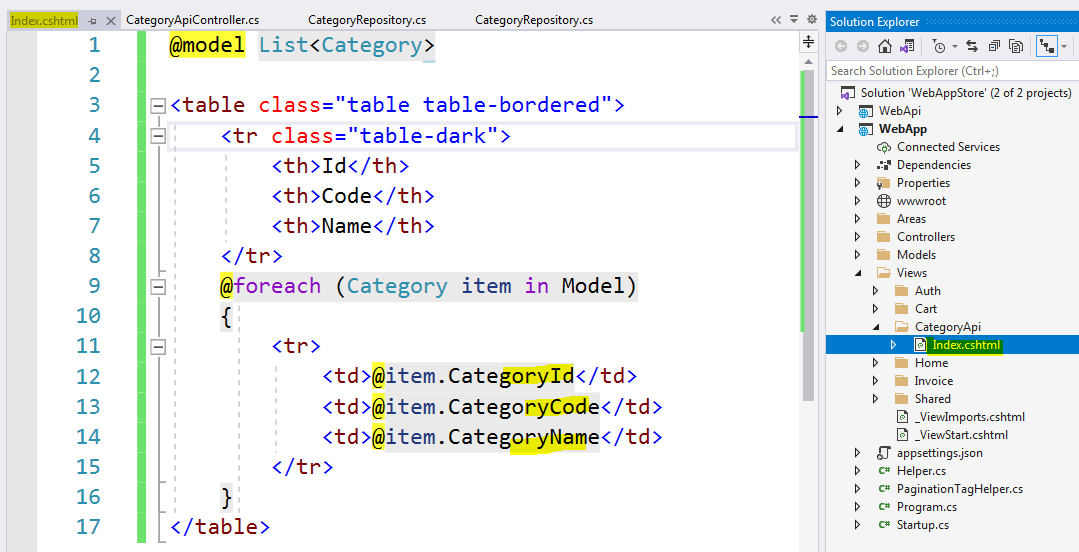 Index.cshtml CategoryApiController.cs CategoryRepository.cs CategoryRepository.cs
1 @model List<Category>
2
3 <table class="table table-bordered">
4 <tr class="table-dark">
5 <th>Id</th>
6 <th>Code</th>
7 <th>Name</th>
8 </tr>
9 @foreach (Category item in Model)
10 {
11 <tr>
12 <td>@item.CategoryId</td>
13 <td>@item.CategoryCode</td>
14 <td>@item.CategoryName</td>
15 </tr>
16 }
17 </table>
Solution Explorer
Search Solution Explorer (Ctrl+;)
Solution 'WebAppStore' (2 of 2 projects)
WebApi
WebApp
Connected Services
Dependencies
Properties
wwwroot
Areas
Controllers
Models
Views
Auth
Cart
CategoryApi
Index.cshtml
Home
Invoice
Shared
_ViewImports.cshtml
_ViewStart.cshtml
appsettings.json
C# Helper.cs
C# PaginationTagHelper.cs
C# Program.cs
C# Startup.cs